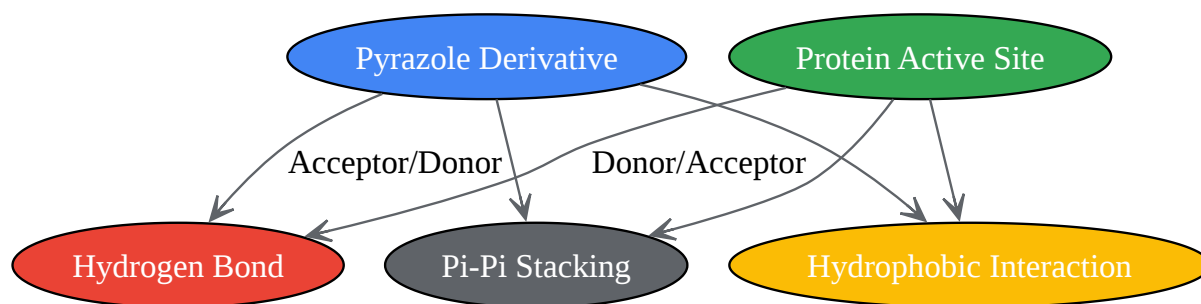 Pyrazole Derivative
Protein Active Site
Acceptor/Donor
Donor/Acceptor
Hydrogen Bond
Pi-Pi Stacking
Hydrophobic Interaction